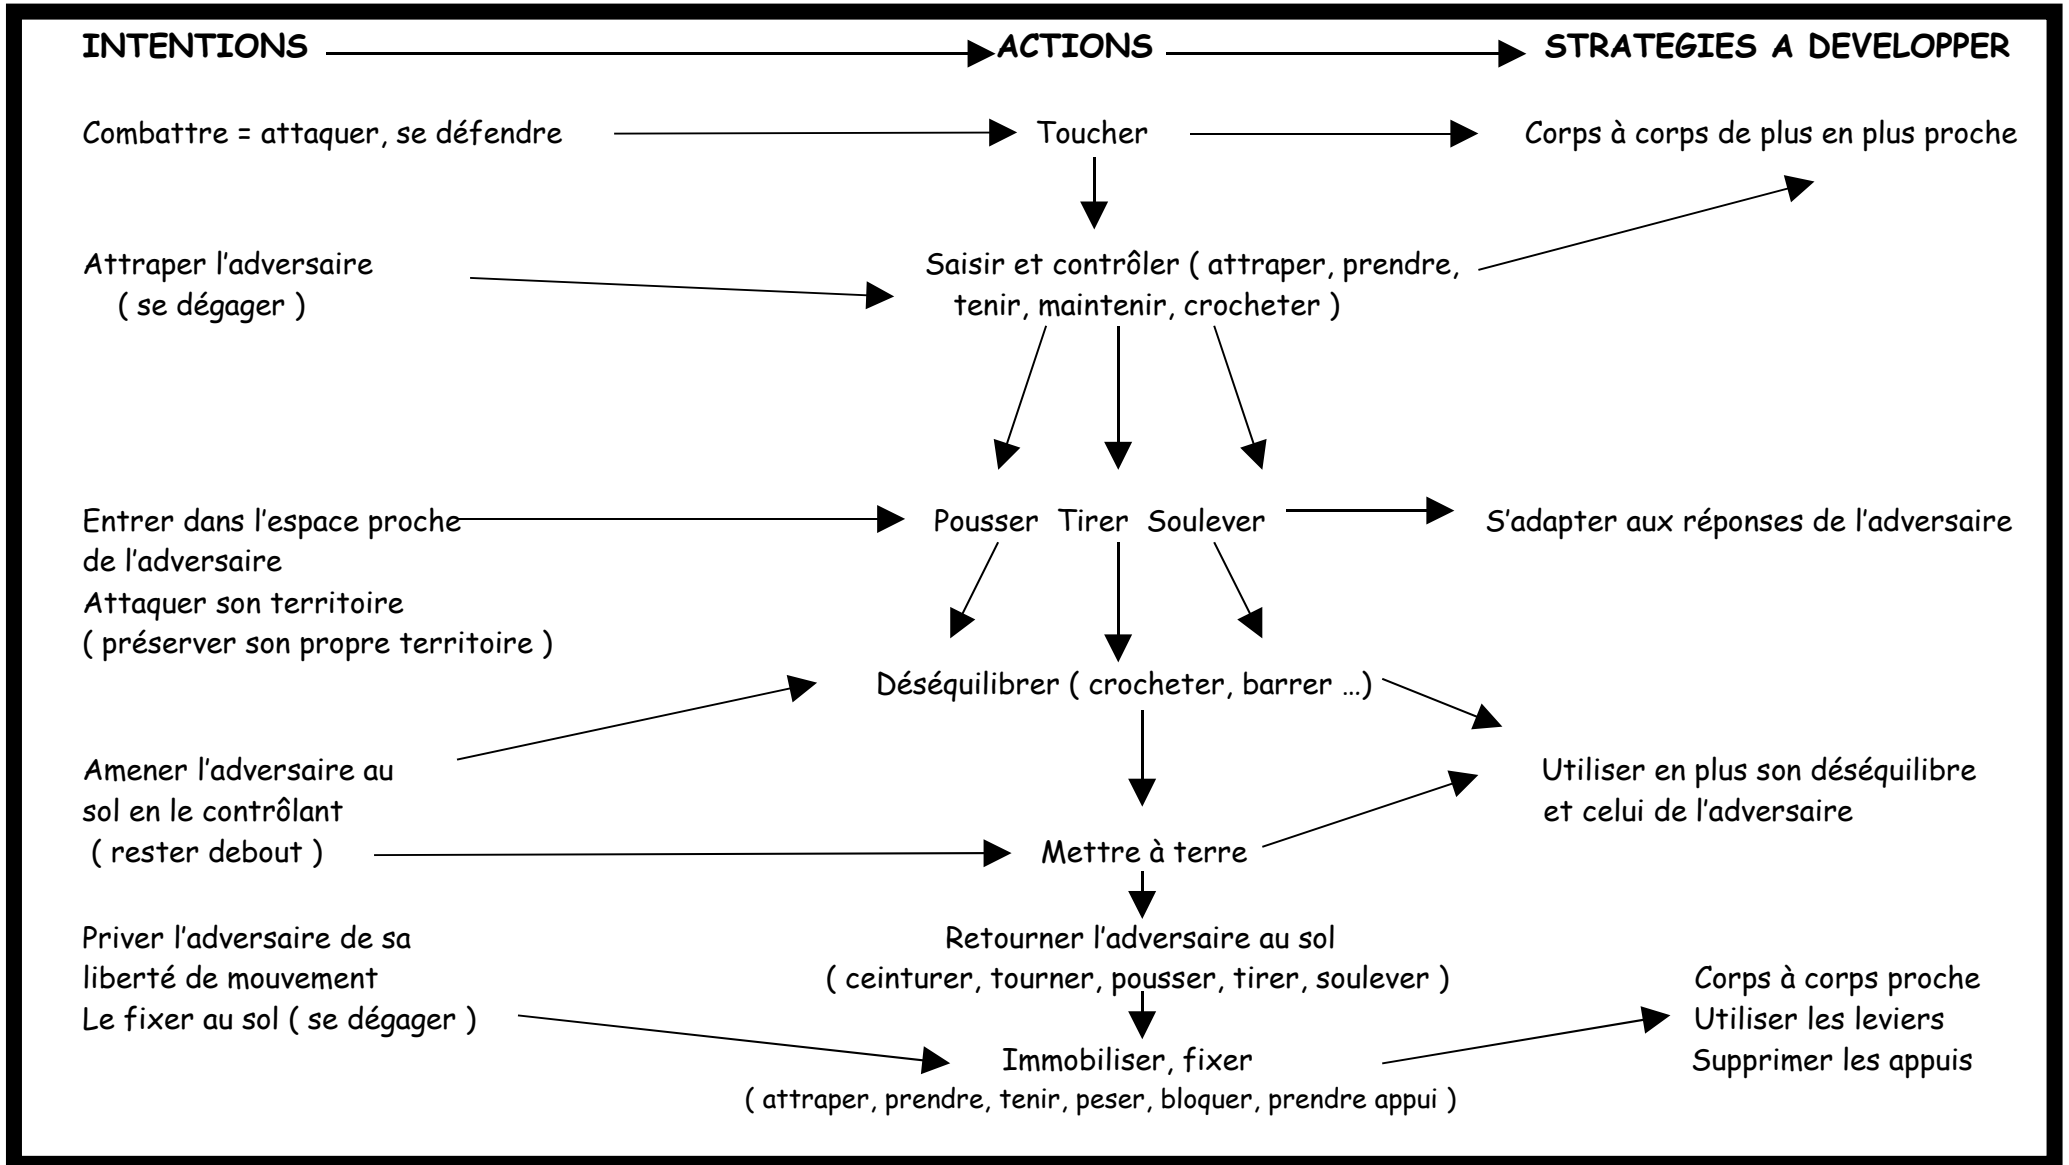 INTENTIONS ACTIONS STRATEGIES A DEVELOPPER
Combattre = attaquer, se défendre Toucher Corps à corps de plus en plus proche
Attraper l'adversaire Saisir et contrôler ( attraper, prendre,
( se dégager ) tenir, maintenir, crocheter )
Entrer dans l'espace proche Pousser Tirer Soulever S'adapter aux réponses de l'adversaire
de l'adversaire
Attaquer son territoire
( préserver son propre territoire )
Déséquilibrer ( crocheter, barrer …)
Amener l'adversaire au Utiliser en plus son déséquilibre
sol en le contrôlant et celui de l'adversaire
( rester debout ) Mettre à terre
Priver l'adversaire de sa Retourner l'adversaire au sol
liberté de mouvement ( ceinturer, tourner, pousser, tirer, soulever ) Corps à corps proche
Le fixer au sol ( se dégager ) Utiliser les leviers
Immobiliser, fixer Supprimer les appuis
( attraper, prendre, tenir, peser, bloquer, prendre appui )